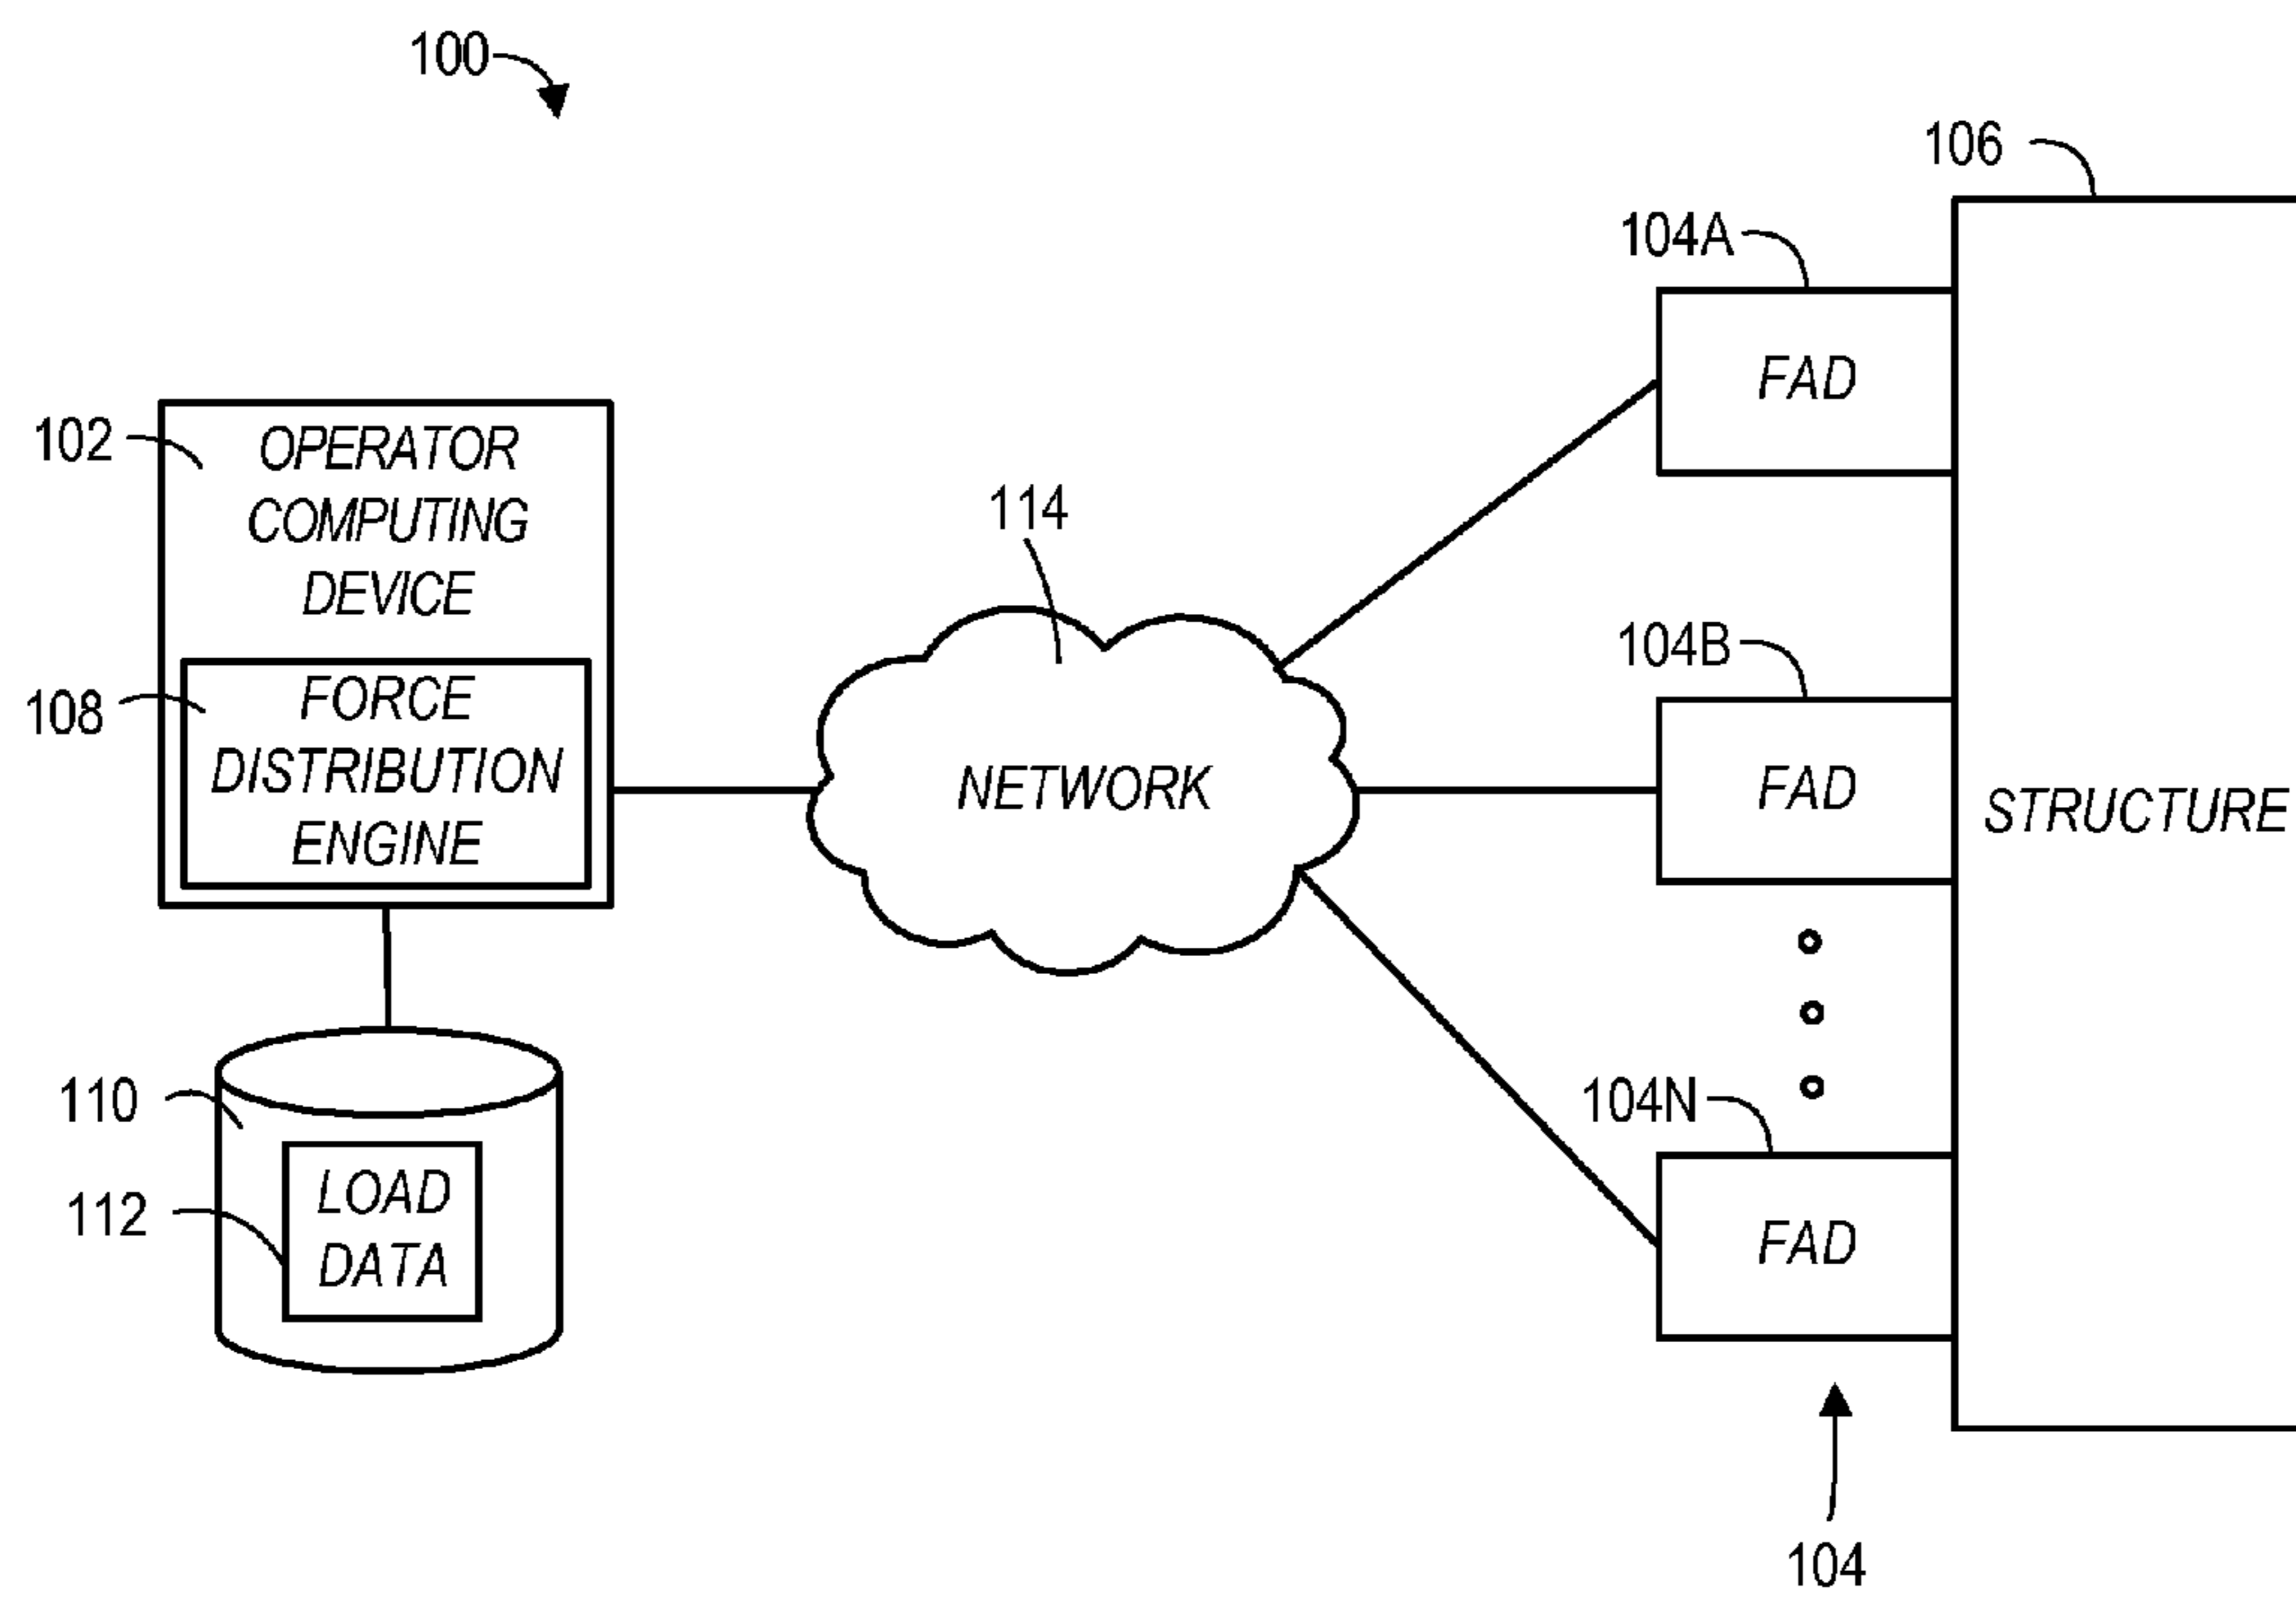 100
106
104A
FAD
102
OPERATOR
COMPUTING
DEVICE
108
FORCE
DISTRIBUTION
ENGINE
114
NETWORK
104B
FAD
STRUCTURE
110
112
LOAD
DATA
104N
FAD
104